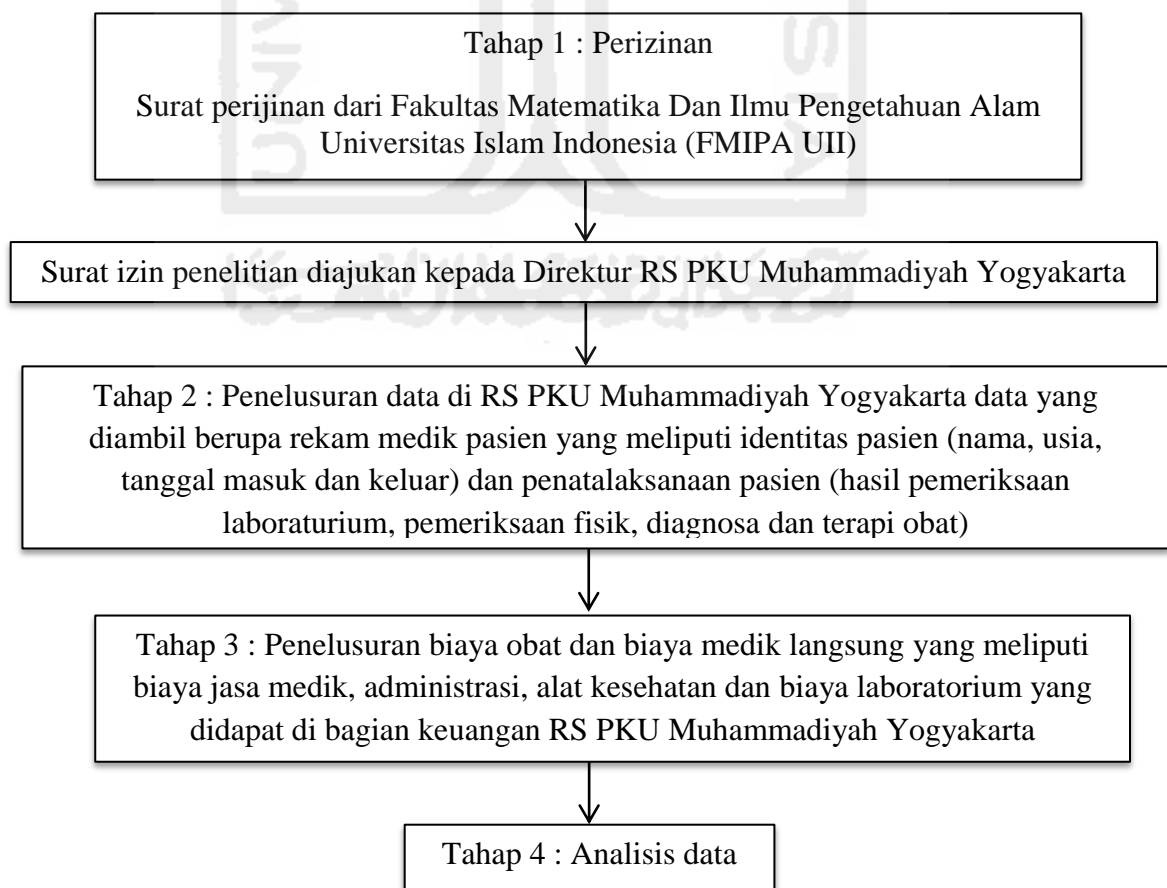 Tahap 1 : Perizinan
Surat perijinan dari Fakultas Matematika Dan Ilmu Pengetahuan Alam
Universitas Islam Indonesia (FMIPA UII)
Surat izin penelitian diajukan kepada Direktur RS PKU Muhammadiyah Yogyakarta
Tahap 2 : Penelusuran data di RS PKU Muhammadiyah Yogyakarta data yang
diambil berupa rekam medik pasien yang meliputi identitas pasien (nama, usia,
tanggal masuk dan keluar) dan penatalaksanaan pasien (hasil pemeriksaan
laboraturium, pemeriksaan fisik, diagnosa dan terapi obat)
Tahap 3 : Penelusuran biaya obat dan biaya medik langsung yang meliputi
biaya jasa medik, administrasi, alat kesehatan dan biaya laboratorium yang
didapat di bagian keuangan RS PKU Muhammadiyah Yogyakarta
Tahap 4 : Analisis data